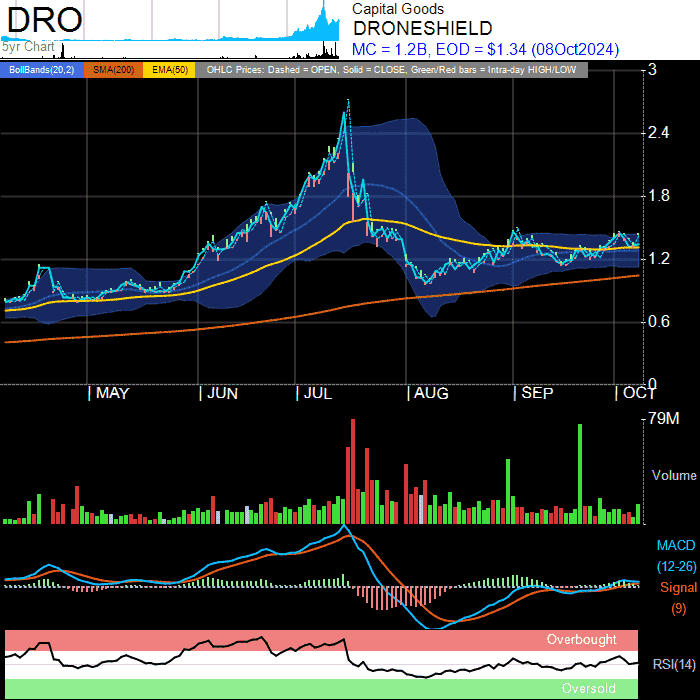 DRO
5yr Chart
Capital Goods
DRONESHIELD
MC = 1.2B, EOD = $1.34 (08Oct2024)
BollBands(20,2) SMA(200) EMA(50) OHLC Prices: Dashed = OPEN, Solid = CLOSE, Green/Red bars = Intra-day HIGH/LOW
3
2.4
1.8
1.2
0.6
0
| MAY | JUN | JUL | AUG | SEP | OCT
79M
Volume
MACD
(12-26)
Signal
(9)
Overbought
RSI(14)
Oversold